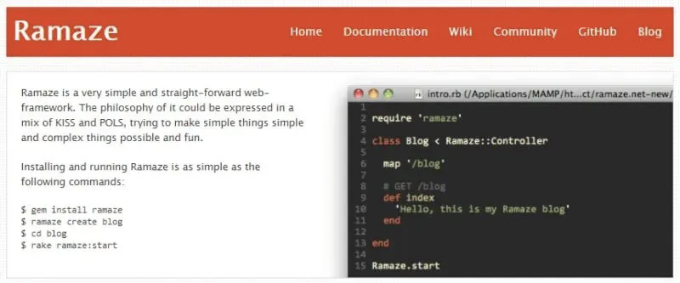 Ramaze
Home Documentation Wiki Community GitHub Blog
Ramaze is a very simple and straight-forward web-
framework. The philosophy of it could be expressed in a
mix of KISS and POLS, trying to make simple things simple
and complex things possible and fun.
Installing and running Ramaze is as simple as the
following commands:
$ gem install ramaze
$ ramaze create blog
$ cd blog
$ rake ramaze:start
intro.rb (/Applications/MAMP/ht...ct/ramaze.net-new/
1
2 require 'ramaze'
3
4 class Blog < Ramaze::Controller
5
6 map '/blog'
7
8 # GET /blog
9 def index
10 'Hello, this is my Ramaze blog'
11 end
12
13 end
14
15 Ramaze.start